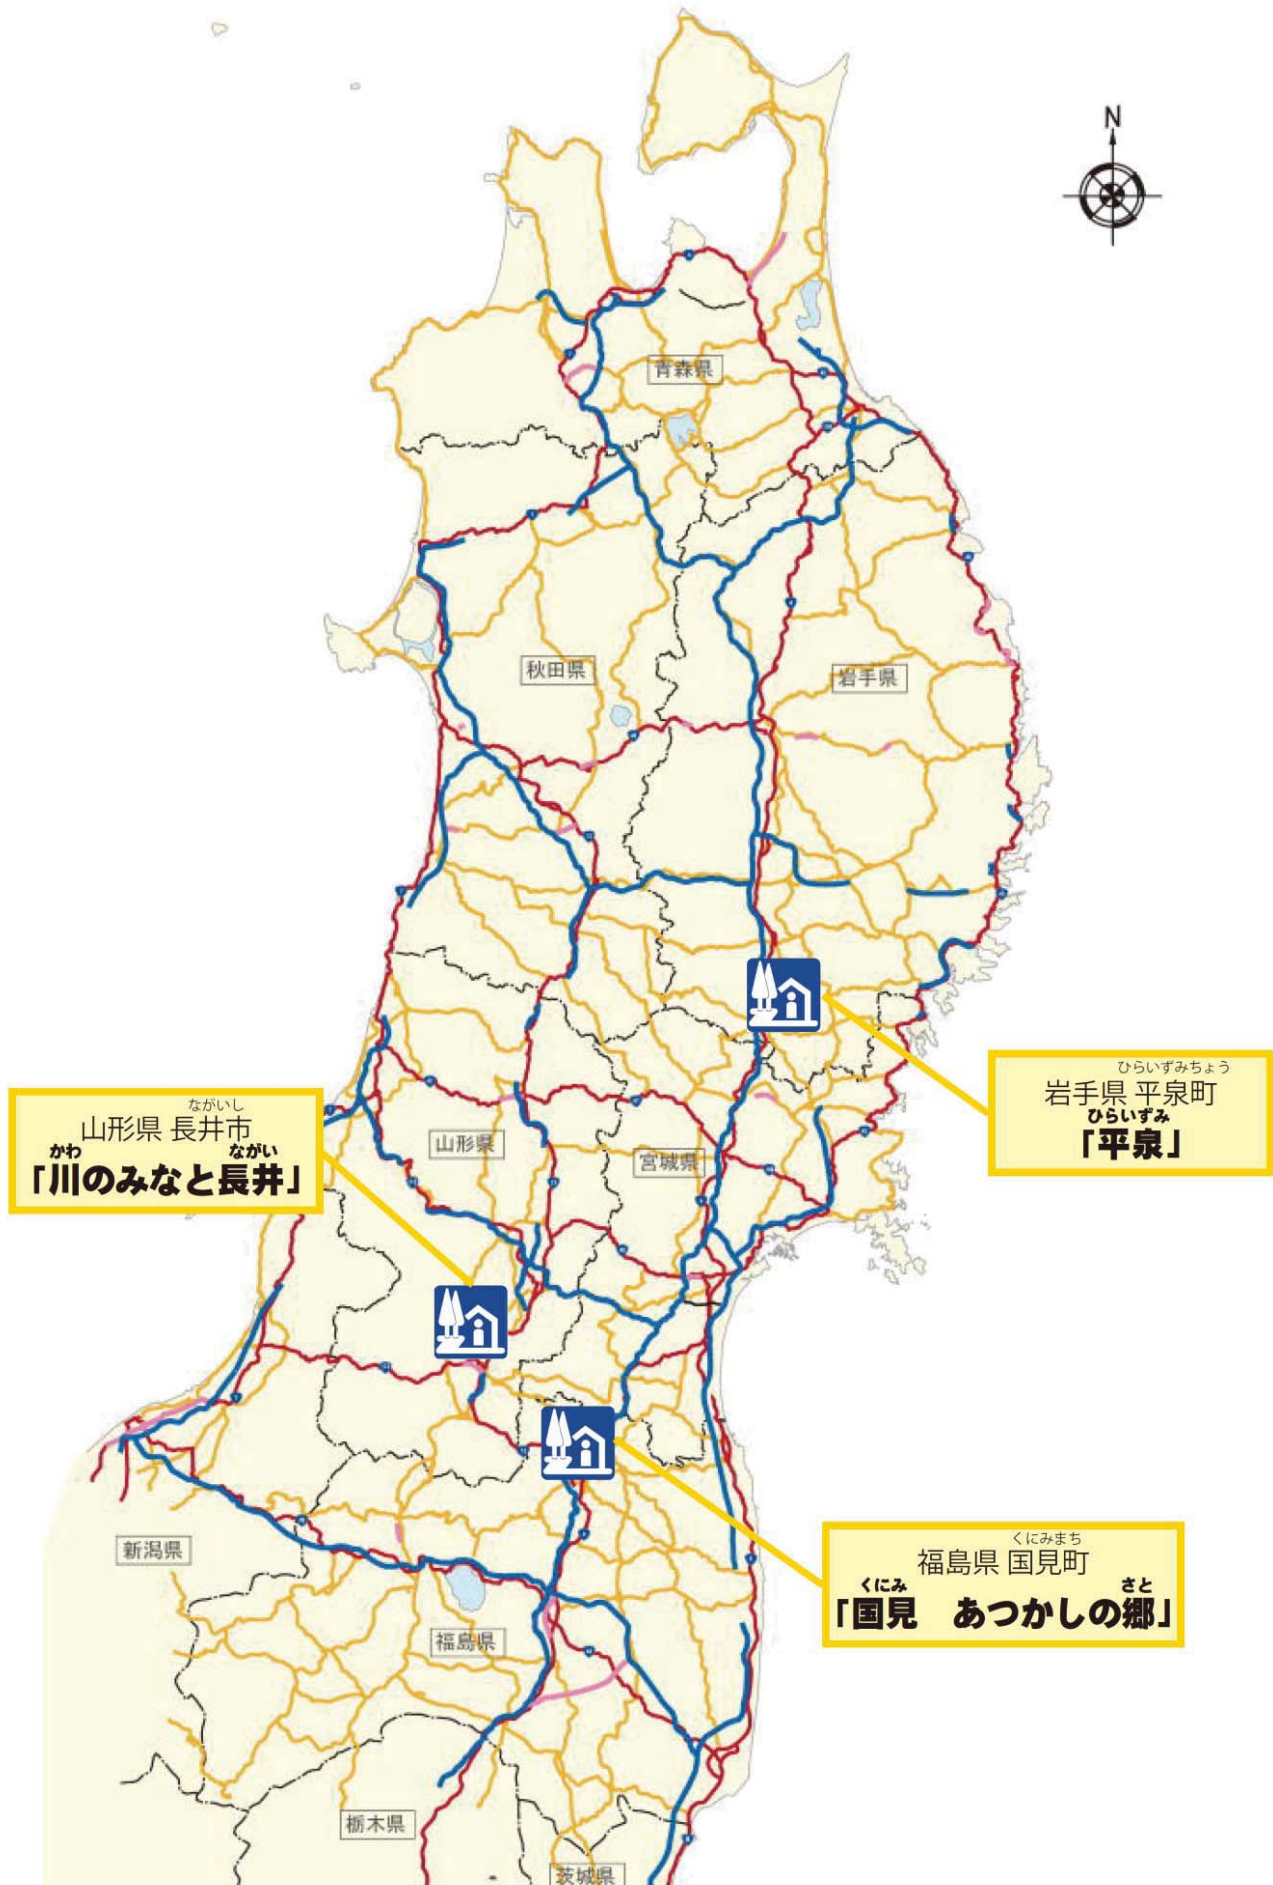 N
青森県
秋田県
岩手県
ひらいずみちょう
岩手県 平泉町
ひらいずみ
「平泉」
ながいし
山形県 長井市
かわ ながい
「川のみなと長井」
山形県
宮城県
くにみまち
福島県 国見町
くにみ さと
「国見 あつかしの郷」
新潟県
福島県
栃木県
茨城県